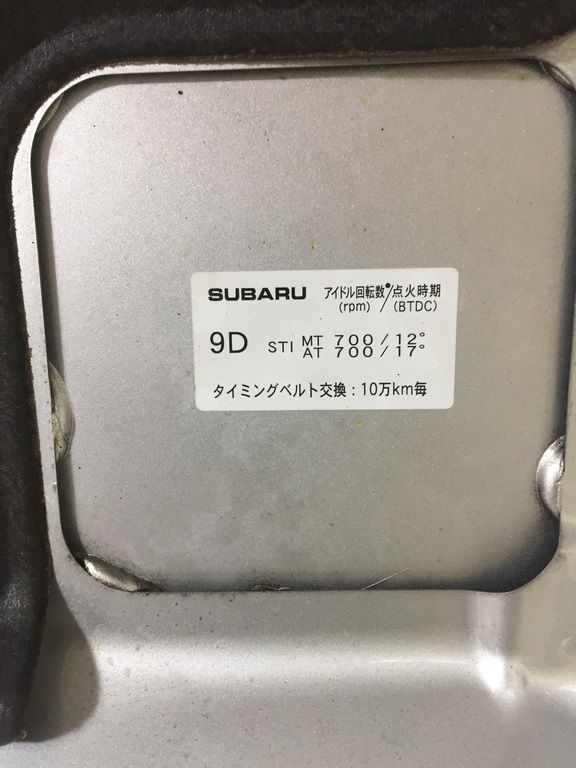 SUBARU アイドル回転数/点火時期
(rpm) / (BTDC)
9D STI MT 700/12°
AT 700/17°
タイミングベルト交換:10万km毎